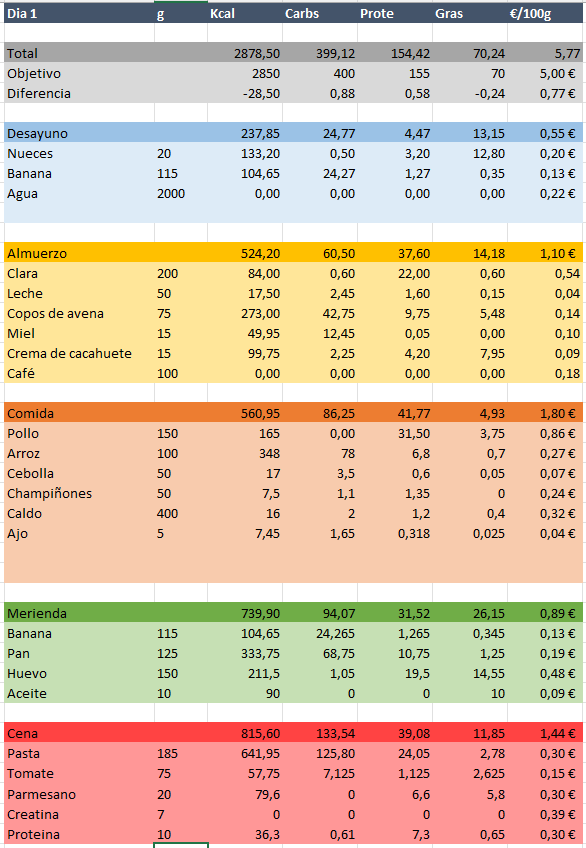 Dia 1 g Kcal Carbs Prote Gras €/100g
Total 2878,50 399,12 154,42 70,24 5,77
Objetivo 2850 400 155 70 5,00 €
Diferencia -28,50 0,88 0,58 -0,24 0,77 €
Desayuno 237,85 24,77 4,47 13,15 0,55 €
Nueces 20 133,20 0,50 3,20 12,80 0,20 €
Banana 115 104,65 24,27 1,27 0,35 0,13 €
Agua 2000 0,00 0,00 0,00 0,00 0,22 €
Almuerzo 524,20 60,50 37,60 14,18 1,10 €
Clara 200 84,00 0,60 22,00 0,60 0,54
Leche 50 17,50 2,45 1,60 0,15 0,04
Copos de avena 75 273,00 42,75 9,75 5,48 0,14
Miel 15 49,95 12,45 0,05 0,00 0,10
Crema de cacahuete 15 99,75 2,25 4,20 7,95 0,09
Café 100 0,00 0,00 0,00 0,00 0,18
Comida 560,95 86,25 41,77 4,93 1,80 €
Pollo 150 165 0,00 31,50 3,75 0,86 €
Arroz 100 348 78 6,8 0,7 0,27 €
Cebolla 50 17 3,5 0,6 0,05 0,07 €
Champiñones 50 7,5 1,1 1,35 0 0,24 €
Caldo 400 16 2 1,2 0,4 0,32 €
Ajo 5 7,45 1,65 0,318 0,025 0,04 €
Merienda 739,90 94,07 31,52 26,15 0,89 €
Banana 115 104,65 24,265 1,265 0,345 0,13 €
Pan 125 333,75 68,75 10,75 1,25 0,19 €
Huevo 150 211,5 1,05 19,5 14,55 0,48 €
Aceite 10 90 0 0 10 0,09 €
Cena 815,60 133,54 39,08 11,85 1,44 €
Pasta 185 641,95 125,80 24,05 2,78 0,30 €
Tomate 75 57,75 7,125 1,125 2,625 0,15 €
Parmesano 20 79,6 0 6,6 5,8 0,30 €
Creatina 7 0 0 0 0,39 €
Proteina 10 36,3 0,61 7,3 0,65 0,30 €